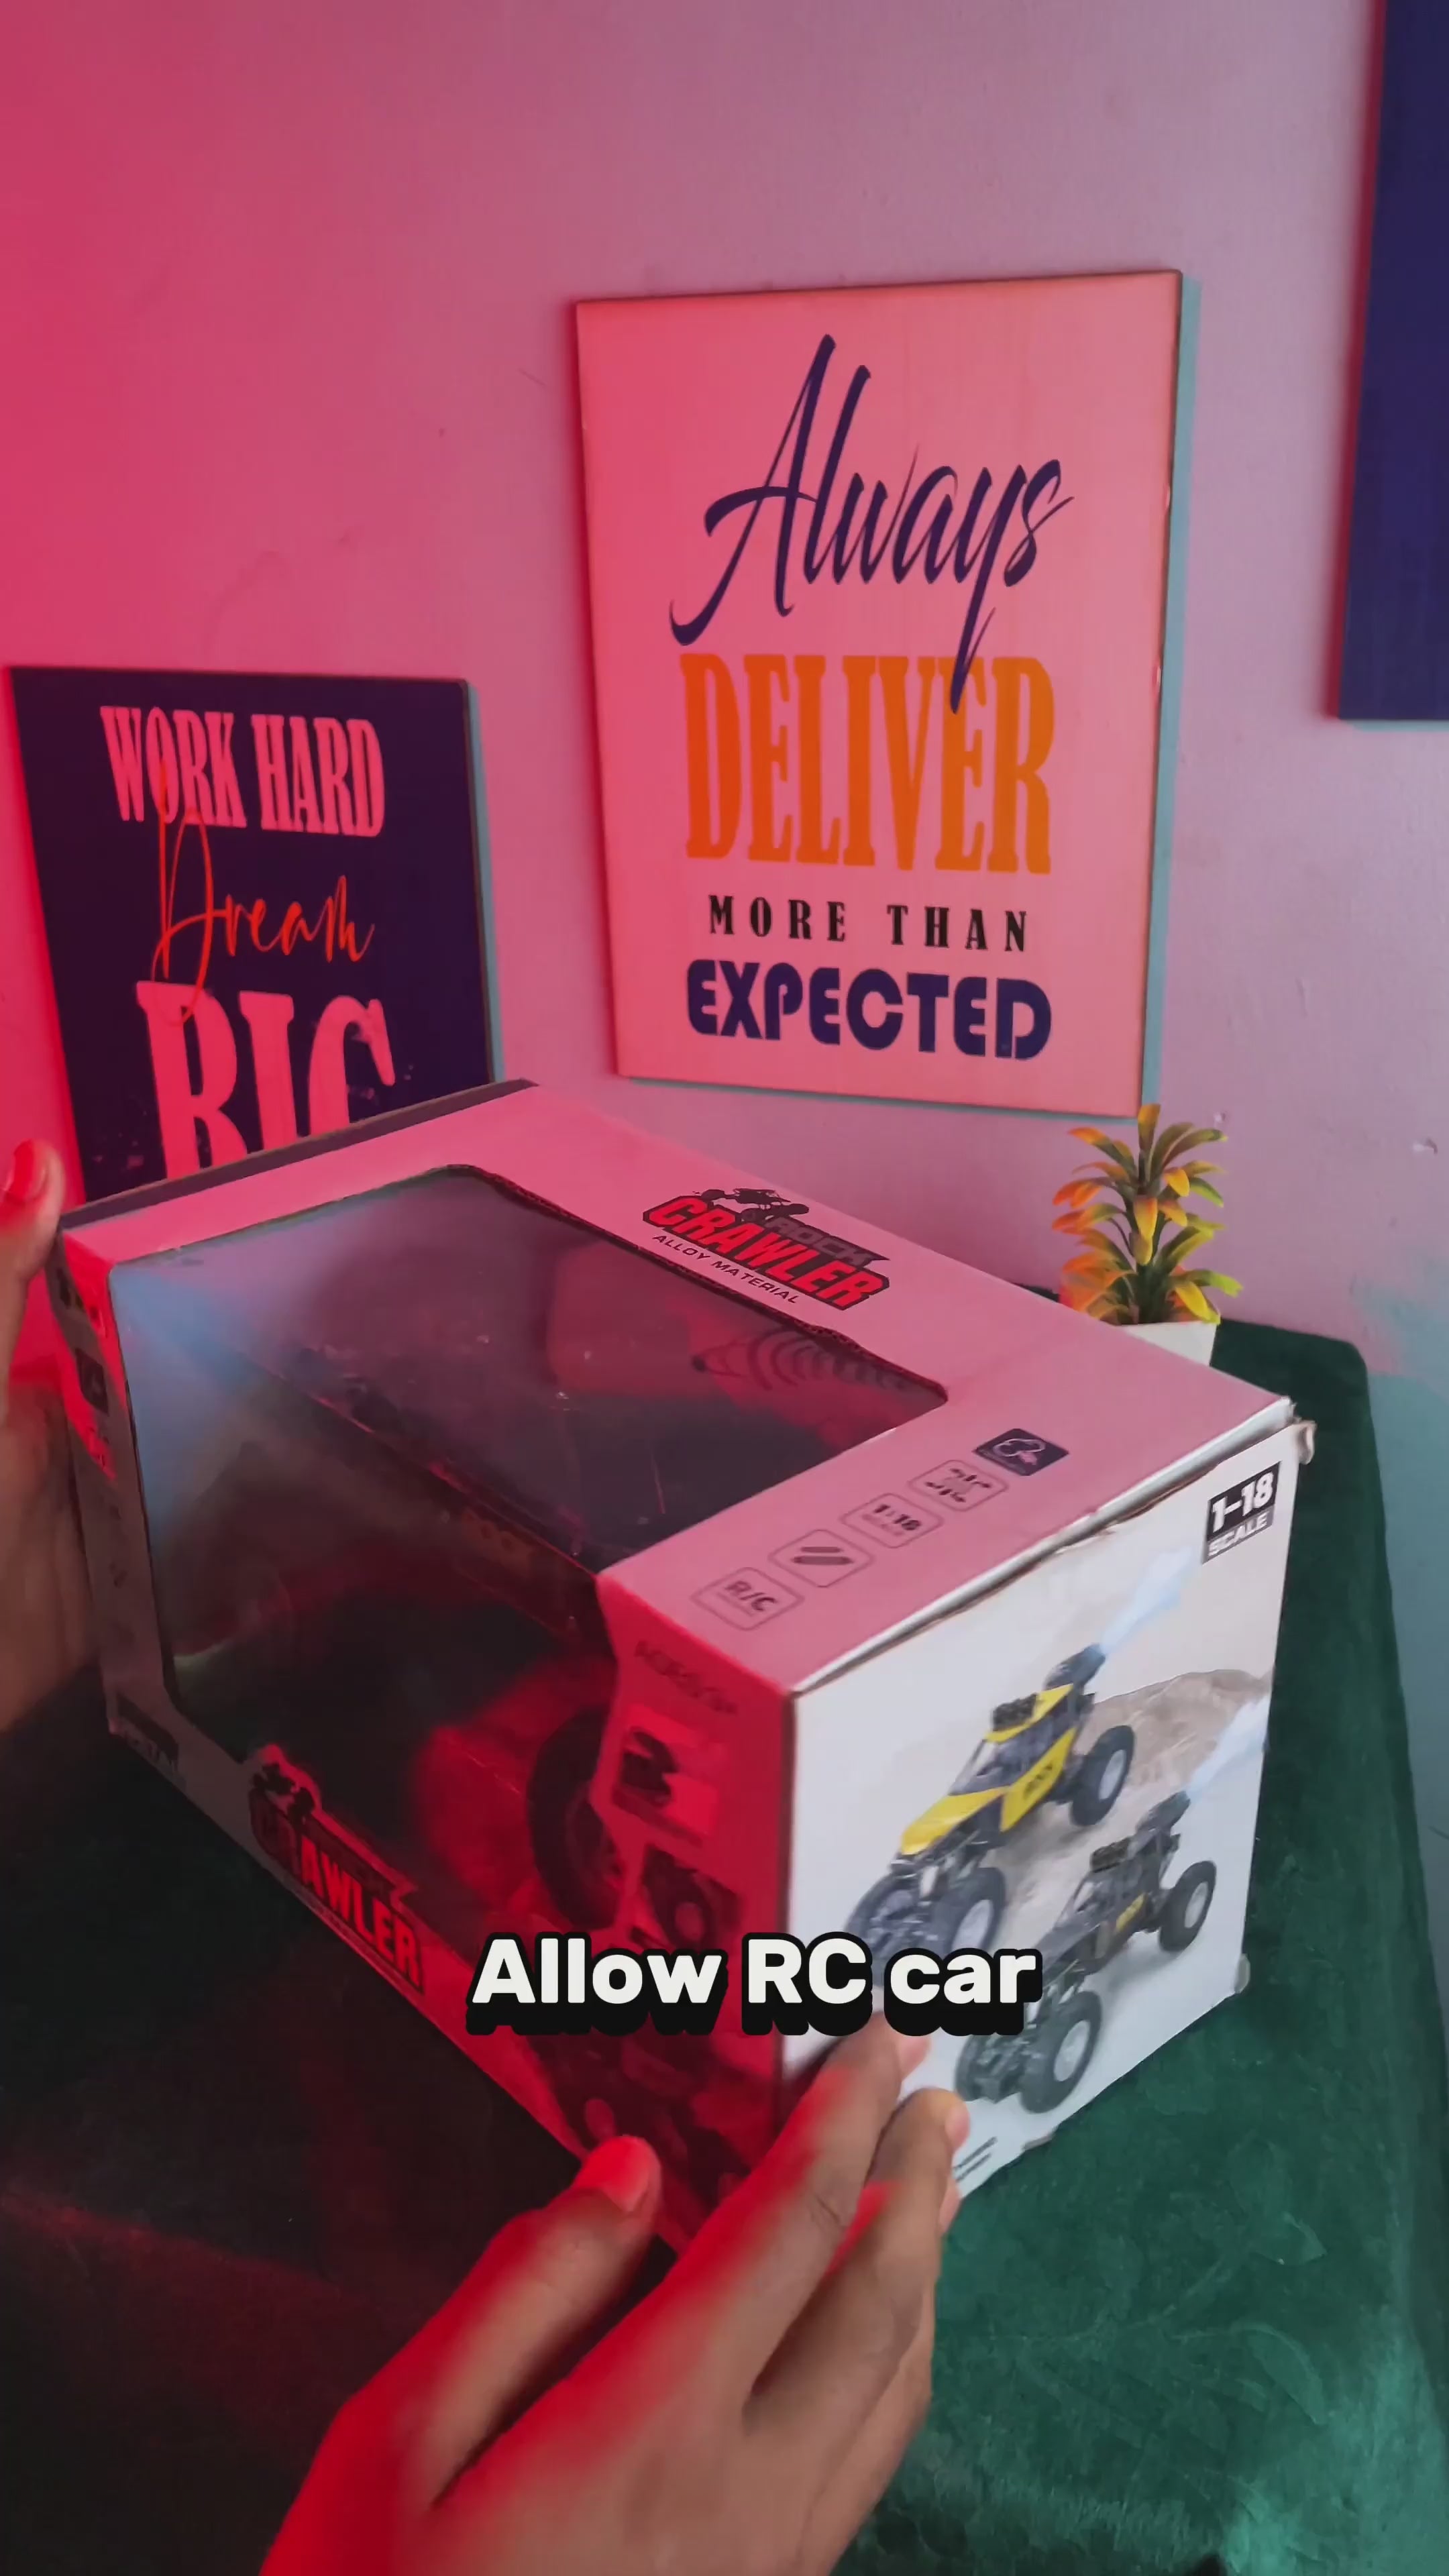 Always
DELIVER
MORE THAN
EXPECTED
WORK HARD
Dream
BIG
ROCK
CRAWLER
ALLOY MATERIAL
1:18
R/C
1-18
SCALE
CRAWLER
Allow RC car